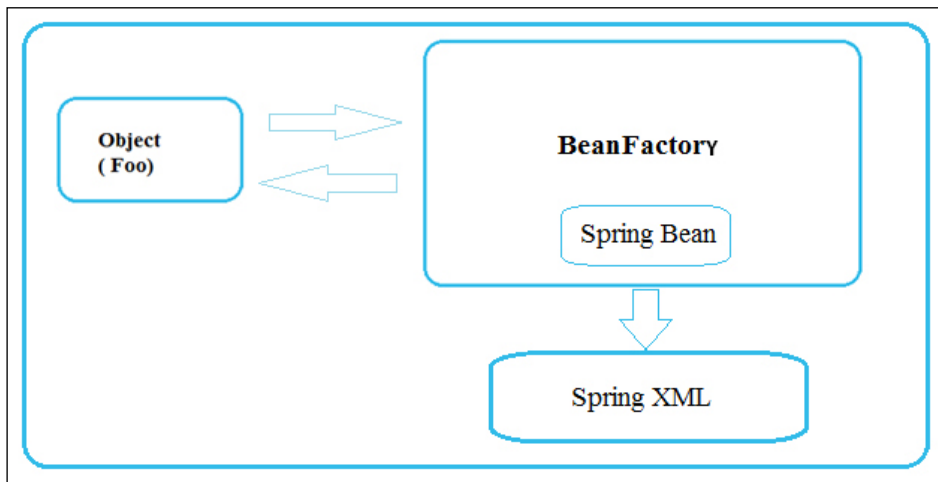 Object
( Foo)
BeanFactory
Spring Bean
Spring XML